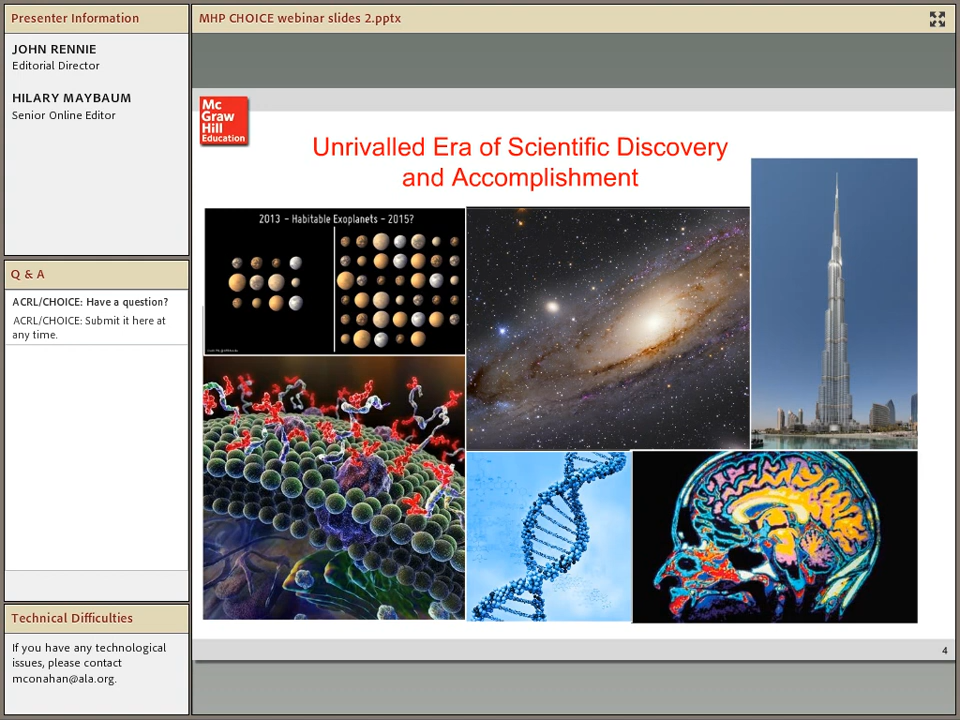 Presenter Information
JOHN RENNIE
Editorial Director
HILARY MAYBAUM
Senior Online Editor
Q & A
ACRL/CHOICE: Have a question?
ACRL/CHOICE: Submit it here at
any time.
Technical Difficulties
If you have any technological
issues, please contact
mconahan@ala.org.
MHP CHOICE webinar slides 2.pptx
Mc
Graw
Hill
Education
Unrivalled Era of Scientific Discovery
and Accomplishment
2013 – Habitable Exoplanets – 2015?
4